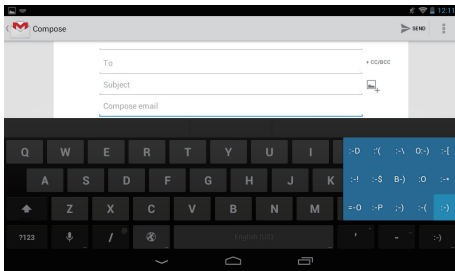 12:11
Compose
SEND
To
+ CC/BCC
Subject
Compose email
Q W E R T Y U I :-D :'( :-\ O:-) :-[
A S D F G H J K :-! :-$ B-) :O :-*
Z X C V B N M =-O :-P ;-) :-( :-)
?123 / English (US) ' - :-)